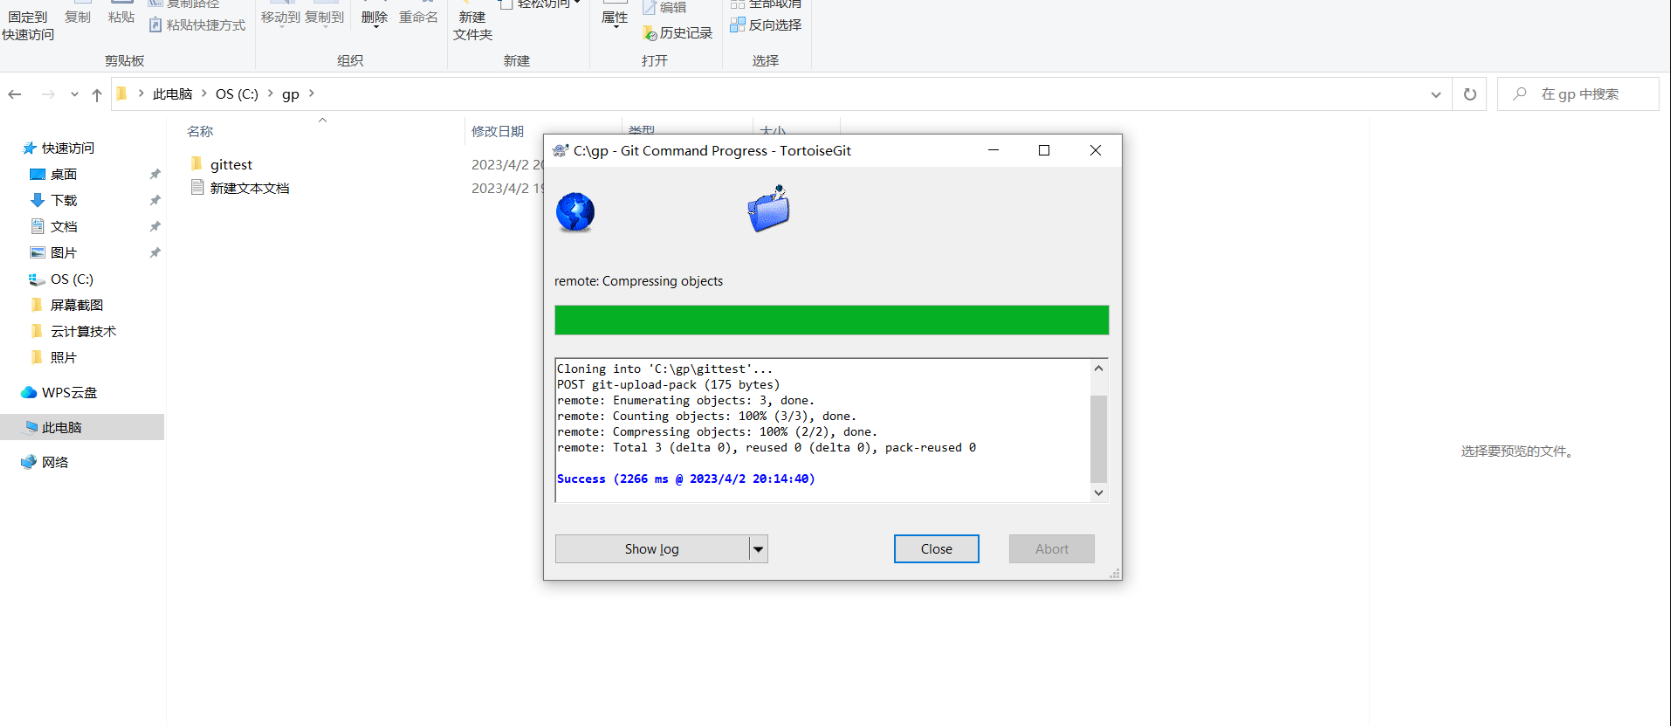 复制路径
轻松访问
全部取消
固定到
复制
粘贴
移动到 复制到
删除
重命名
新建
属性
编辑
快速访问
粘贴快捷方式
文件夹
历史记录
反向选择
剪贴板
组织
新建
打开
选择
此电脑 > OS (C:) > gp >
在 gp 中搜索
名称
修改日期
类型
大小
快速访问
桌面
下载
文档
图片
OS (C:)
屏幕截图
云计算技术
照片
WPS云盘
此电脑
网络
gittest
2023/4/2 20
新建文本文档
2023/4/2 19
C:\gp - Git Command Progress - TortoiseGit
remote: Compressing objects
Cloning into 'C:\gp\gittest'...
POST git-upload-pack (175 bytes)
remote: Enumerating objects: 3, done.
remote: Counting objects: 100% (3/3), done.
remote: Compressing objects: 100% (2/2), done.
remote: Total 3 (delta 0), reused 0 (delta 0), pack-reused 0
Success (2266 ms @ 2023/4/2 20:14:40)
Show log
Close
Abort
选择要预览的文件。